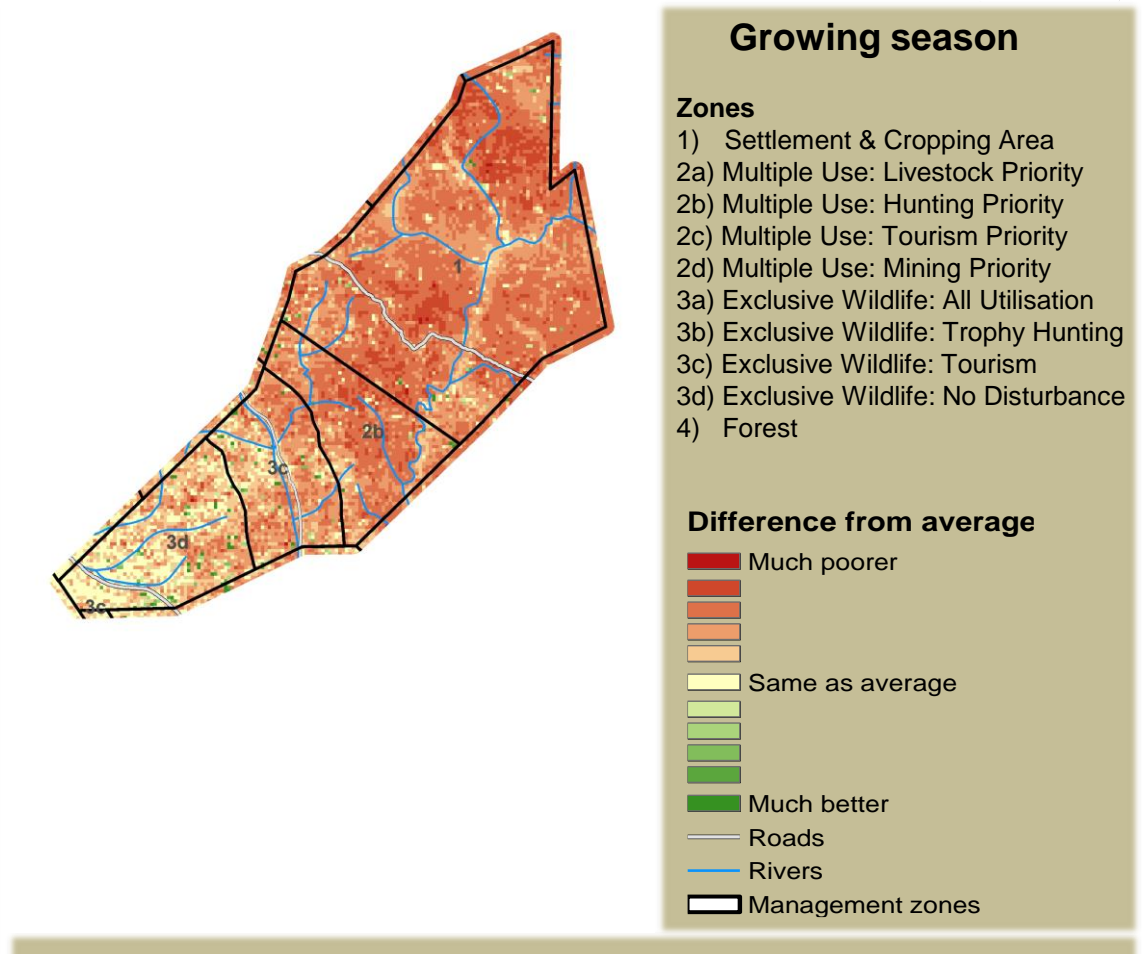 Growing season
Zones
1) Settlement & Cropping Area
2a) Multiple Use: Livestock Priority
2b) Multiple Use: Hunting Priority
2c) Multiple Use: Tourism Priority
2d) Multiple Use: Mining Priority
3a) Exclusive Wildlife: All Utilisation
3b) Exclusive Wildlife: Trophy Hunting
3c) Exclusive Wildlife: Tourism
3d) Exclusive Wildlife: No Disturbance
4) Forest
Difference from average
Much poorer
Same as average
Much better
Roads
Rivers
Management zones
1
2b
3c
3d
3c